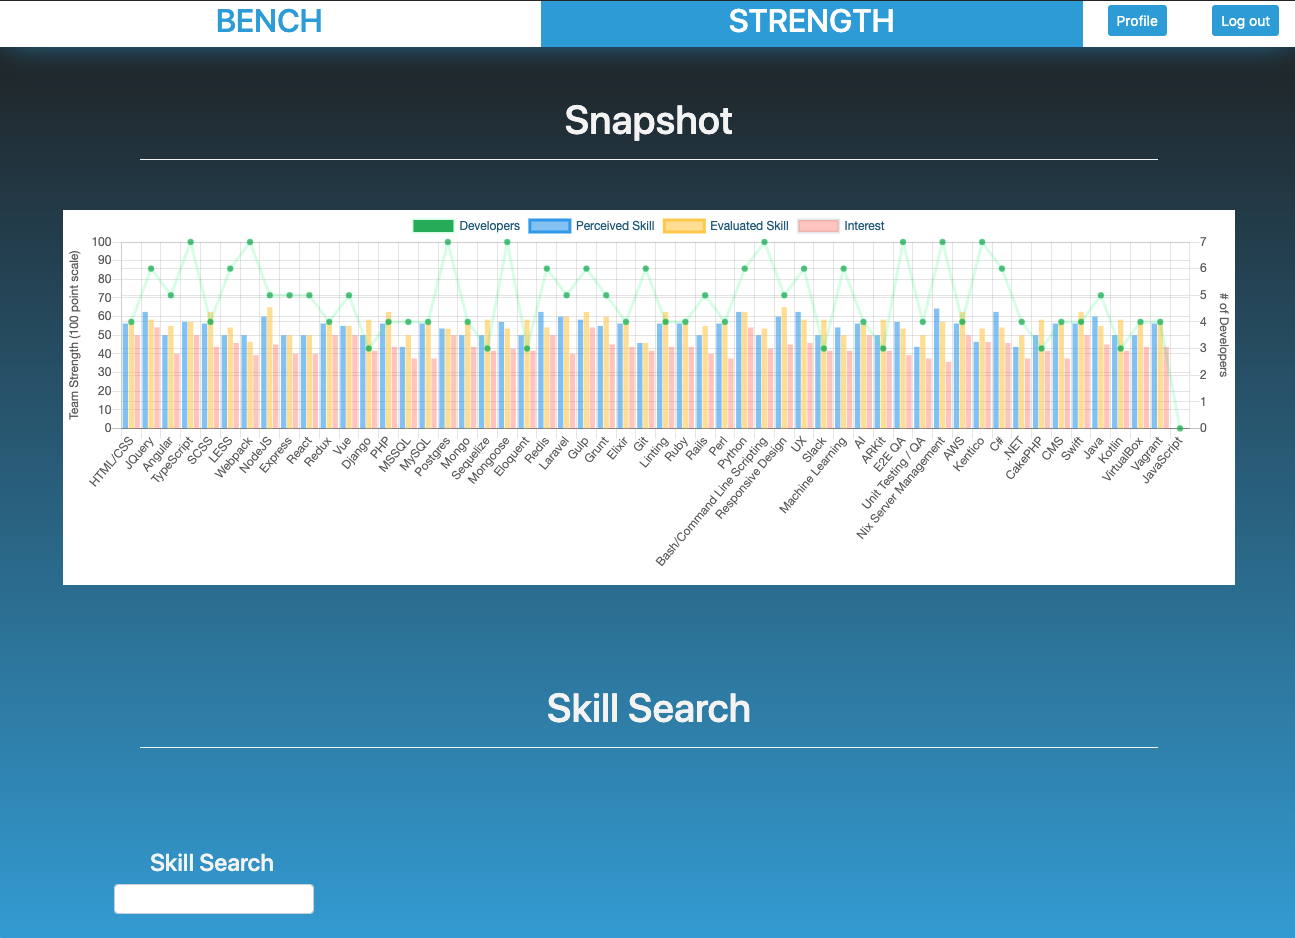 BENCH
STRENGTH
Profile
Log out
Snapshot
Developers
Perceived Skill
Evaluated Skill
Interest
Team Strength (100 point scale)
100
90
80
70
60
50
40
30
20
10
0
7
6
5
4
3
2
1
0
# of Developers
HTML/CSS
JQuery
Angular
TypeScript
SCSS
LESS
Webpack
NodeJS
Express
React
Redux
Vue
Django
PHP
MSSQL
MySQL
Postgres
Mongo
Sequelize
Mongoose
Eloquent
Redis
Laravel
Gulp
Grunt
Elixir
Git
Linting
Ruby
Rails
Perl
Python
Bash/Command Line Scripting
Responsive Design
UX
Slack
Machine Learning
AI
ARKit
E2E QA
Unit Testing / QA
Nix Server Management
AWS
Kentico
C#
.NET
CakePHP
CMS
Swift
Java
Kotlin
VirtualBox
Vagrant
JavaScript
Skill Search
Skill Search